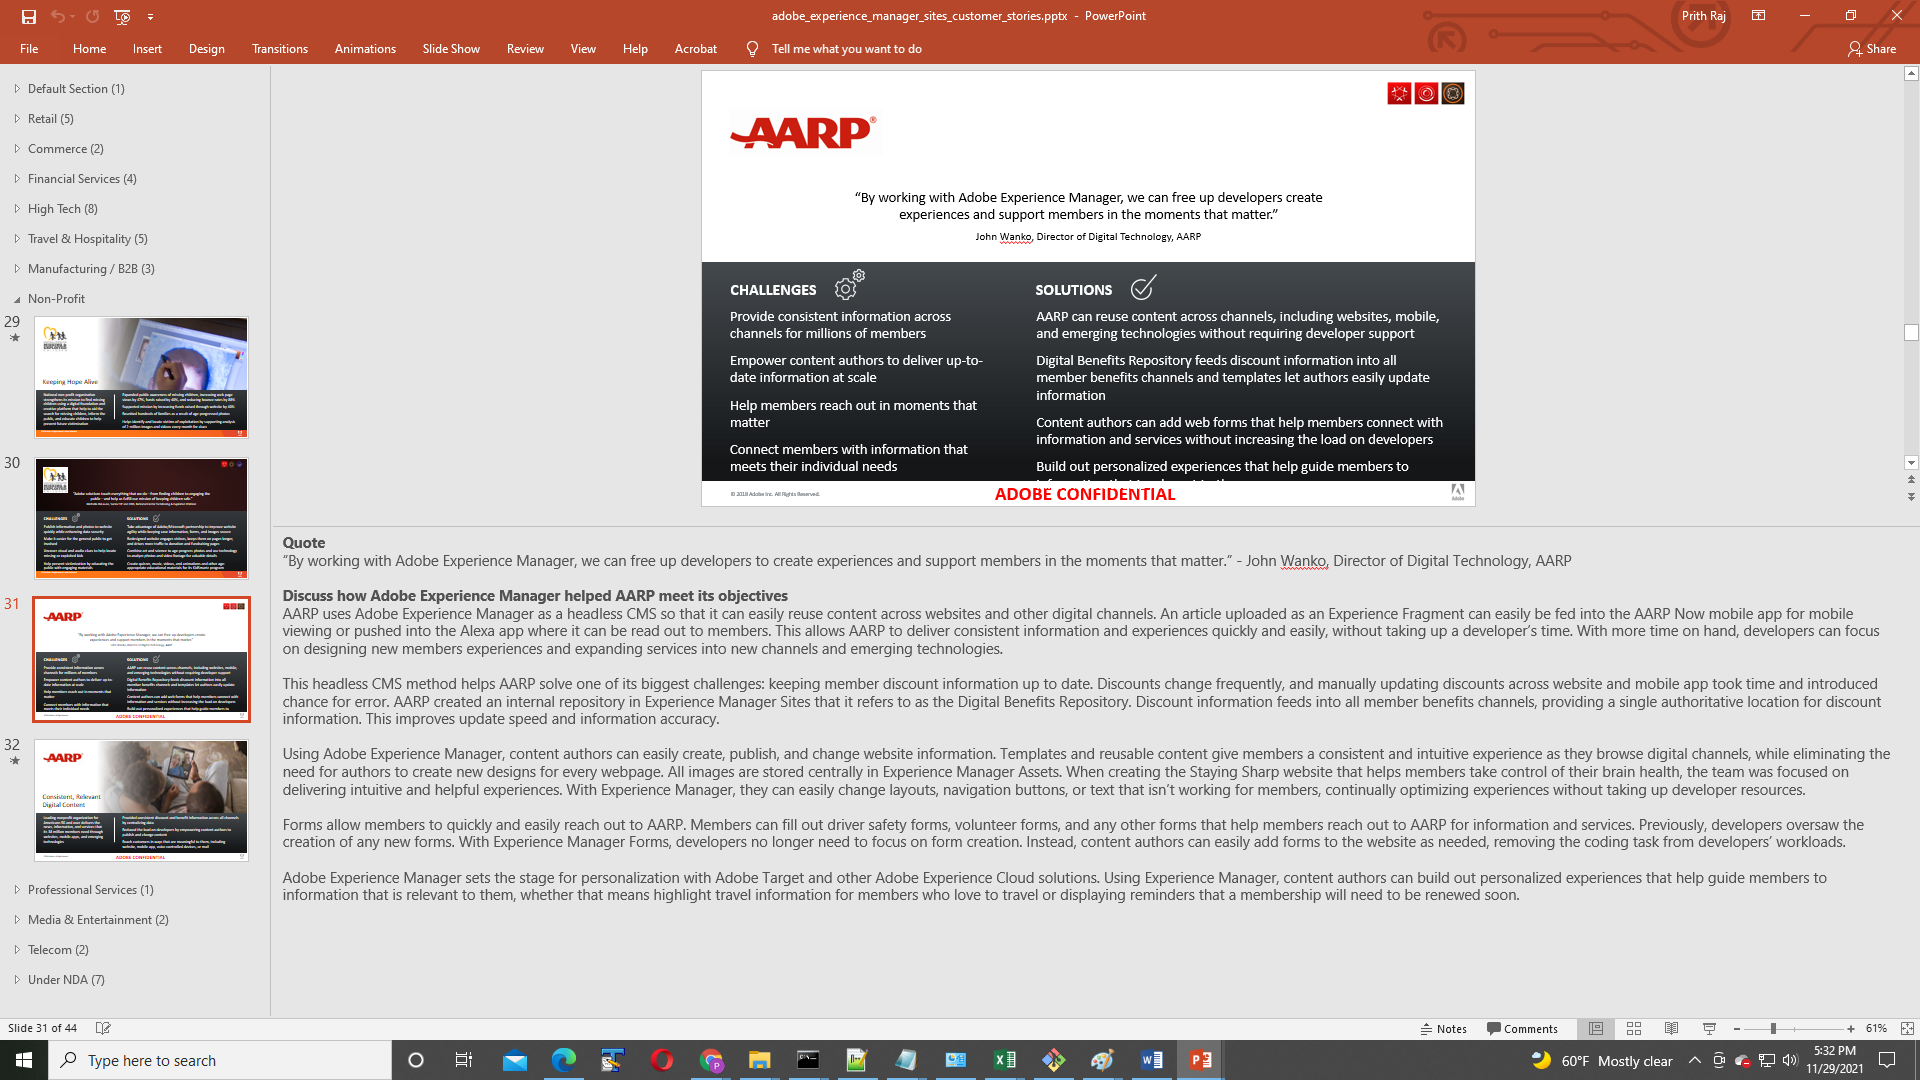 adobe_experience_manager_sites_customer_stories.pptx - PowerPoint
Prith Raj
File
Home
Insert
Design
Transitions
Animations
Slide Show
Review
View
Help
Acrobat
Tell me what you want to do
Share
Default Section (1)
Retail (5)
Commerce (2)
Financial Services (4)
High Tech (8)
Travel & Hospitality (5)
Manufacturing / B2B (3)
Non-Profit
29
Keeping Hope Alive
30
31
32
Consistent, Relevant
Digital Content
Professional Services (1)
Media & Entertainment (2)
Telecom (2)
Under NDA (7)
AARP®
“By working with Adobe Experience Manager, we can free up developers create
experiences and support members in the moments that matter.”
John Wanko, Director of Digital Technology, AARP
CHALLENGES
Provide consistent information across
channels for millions of members
Empower content authors to deliver up-to-
date information at scale
Help members reach out in moments that
matter
Connect members with information that
meets their individual needs
SOLUTIONS
AARP can reuse content across channels, including websites, mobile,
and emerging technologies without requiring developer support
Digital Benefits Repository feeds discount information into all
member benefits channels and templates let authors easily update
information
Content authors can add web forms that help members connect with
information and services without increasing the load on developers
Build out personalized experiences that help guide members to
© 2018 Adobe Inc. All Rights Reserved.
ADOBE CONFIDENTIAL
Adobe
Quote
“By working with Adobe Experience Manager, we can free up developers to create experiences and support members in the moments that matter.” - John Wanko, Director of Digital Technology, AARP
Discuss how Adobe Experience Manager helped AARP meet its objectives
AARP uses Adobe Experience Manager as a headless CMS so that it can easily reuse content across websites and other digital channels. An article uploaded as an Experience Fragment can easily be fed into the AARP Now mobile app for mobile
viewing or pushed into the Alexa app where it can be read out to members. This allows AARP to deliver consistent information and experiences quickly and easily, without taking up a developer’s time. With more time on hand, developers can focus
on designing new members experiences and expanding services into new channels and emerging technologies.
This headless CMS method helps AARP solve one of its biggest challenges: keeping member discount information up to date. Discounts change frequently, and manually updating discounts across website and mobile app took time and introduced
chance for error. AARP created an internal repository in Experience Manager Sites that it refers to as the Digital Benefits Repository. Discount information feeds into all member benefits channels, providing a single authoritative location for discount
information. This improves update speed and information accuracy.
Using Adobe Experience Manager, content authors can easily create, publish, and change website information. Templates and reusable content give members a consistent and intuitive experience as they browse digital channels, while eliminating the
need for authors to create new designs for every webpage. All images are stored centrally in Experience Manager Assets. When creating the Staying Sharp website that helps members take control of their brain health, the team was focused on
delivering intuitive and helpful experiences. With Experience Manager, they can easily change layouts, navigation buttons, or text that isn’t working for members, continually optimizing experiences without taking up developer resources.
Forms allow members to quickly and easily reach out to AARP. Members can fill out driver safety forms, volunteer forms, and any other forms that help members reach out to AARP for information and services. Previously, developers oversaw the
creation of any new forms. With Experience Manager Forms, developers no longer need to focus on form creation. Instead, content authors can easily add forms to the website as needed, removing the coding task from developers’ workloads.
Adobe Experience Manager sets the stage for personalization with Adobe Target and other Adobe Experience Cloud solutions. Using Experience Manager, content authors can build out personalized experiences that help guide members to
information that is relevant to them, whether that means highlight travel information for members who love to travel or displaying reminders that a membership will need to be renewed soon.
Slide 31 of 44
Notes
Comments
61%
Type here to search
60°F Mostly clear
5:32 PM
11/29/2021